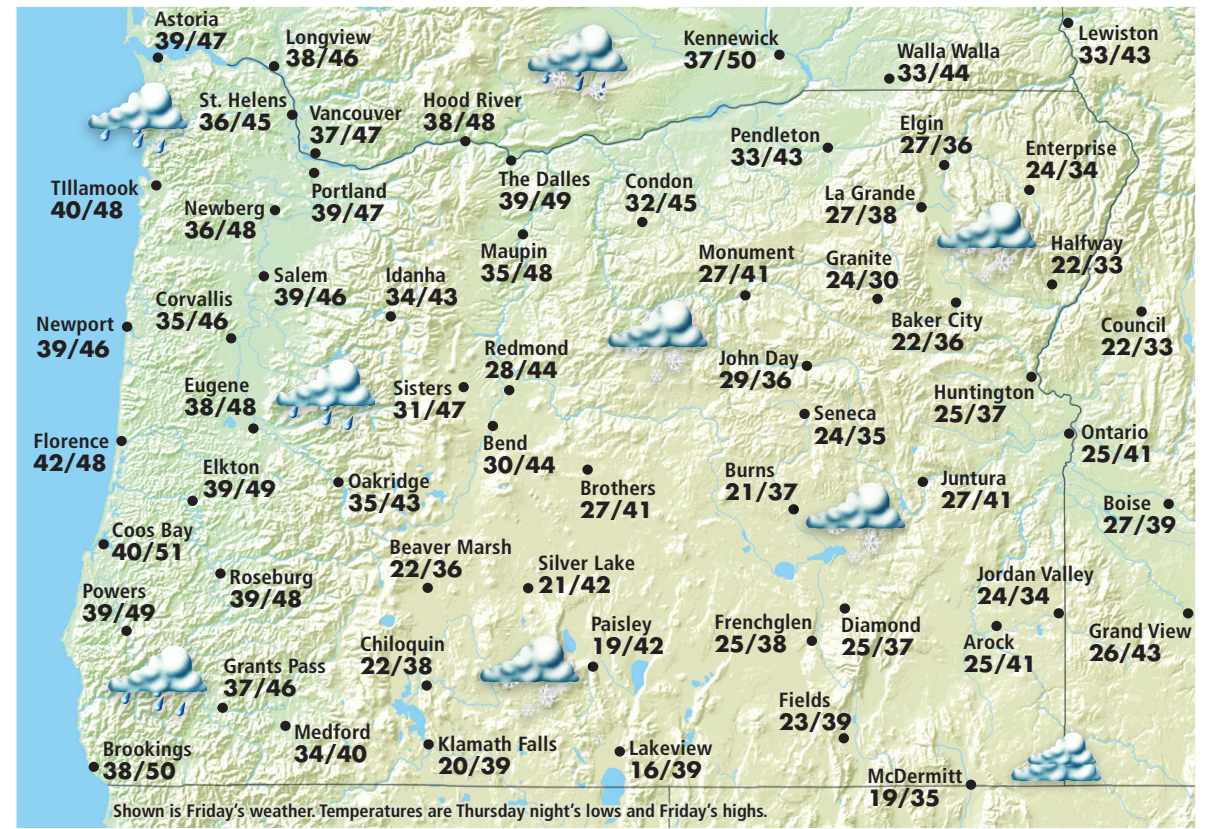 Astoria
39/47
Longview
38/46
Kennewick
37/50
Walla Walla
33/44
Lewiston
33/43
St. Helens
36/45
Vancouver
37/47
Hood River
38/48
Pendleton
33/43
Elgin
27/36
Enterprise
24/34
TIllamook
40/48
Portland
39/47
Newberg
36/48
The Dalles
39/49
Condon
32/45
La Grande
27/38
Maupin
35/48
Monument
27/41
Granite
24/30
Halfway
22/33
Salem
39/46
Idanha
34/43
Corvallis
35/46
Newport
39/46
Baker City
22/36
Council
22/33
Redmond
28/44
John Day
29/36
Eugene
38/48
Sisters
31/47
Huntington
25/37
Seneca
24/35
Florence
42/48
Bend
30/44
Ontario
25/41
Elkton
39/49
Oakridge
35/43
Brothers
27/41
Burns
21/37
Juntura
27/41
Boise
27/39
Coos Bay
40/51
Beaver Marsh
22/36
Silver Lake
21/42
Roseburg
39/48
Powers
39/49
Jordan Valley
24/34
Paisley
19/42
Frenchglen
25/38
Diamond
25/37
Arock
25/41
Grand View
26/43
Chiloquin
22/38
Grants Pass
37/46
Fields
23/39
Medford
34/40
Klamath Falls
20/39
Lakeview
16/39
Brookings
38/50
McDermitt
19/35
Shown is Friday's weather. Temperatures are Thursday night's lows and Friday's highs.